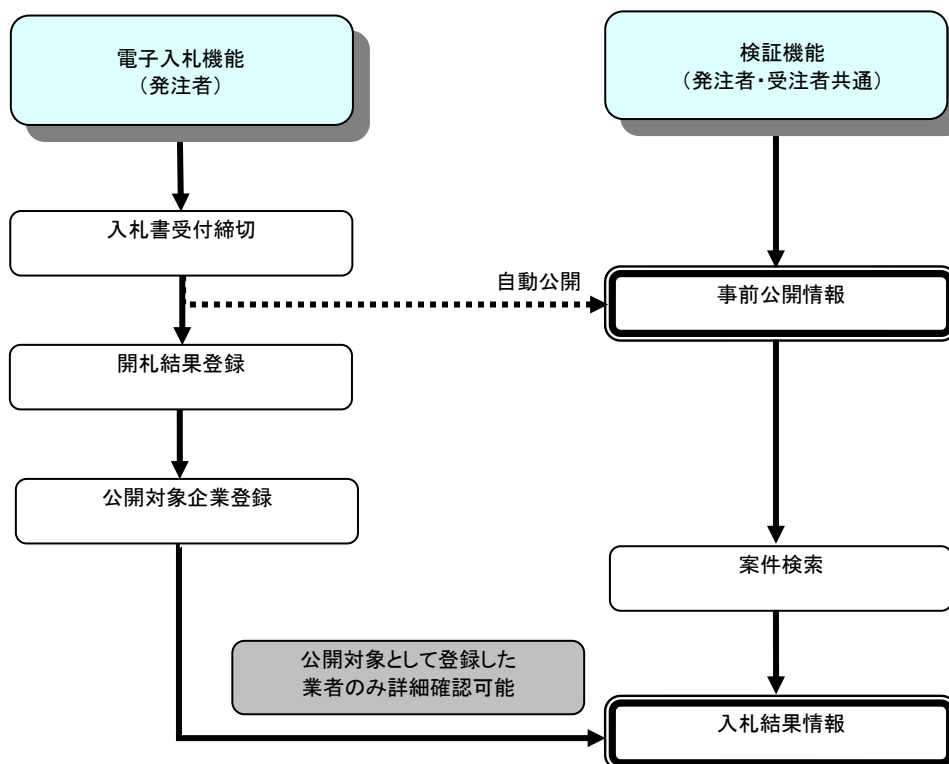 電子入札機能
（発注者）
検証機能
（発注者・受注者共通）
入札書受付締切
自動公開
事前公開情報
開札結果登録
公開対象企業登録
案件検索
公開対象として登録した
業者のみ詳細確認可能
入札結果情報